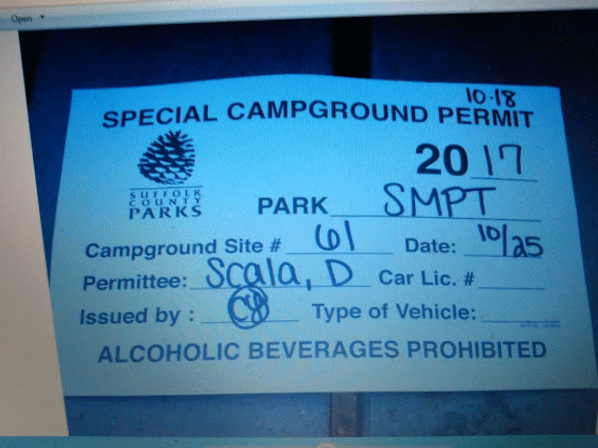 Open
10.18
SPECIAL CAMPGROUND PERMIT
2017
SUFFOLK
COUNTY
PARKS
PARK SMPT
Campground Site # 61 Date: 10/25
Permittee: Scala, D Car Lic. #
Issued by : CB Type of Vehicle:
ALCOHOLIC BEVERAGES PROHIBITED